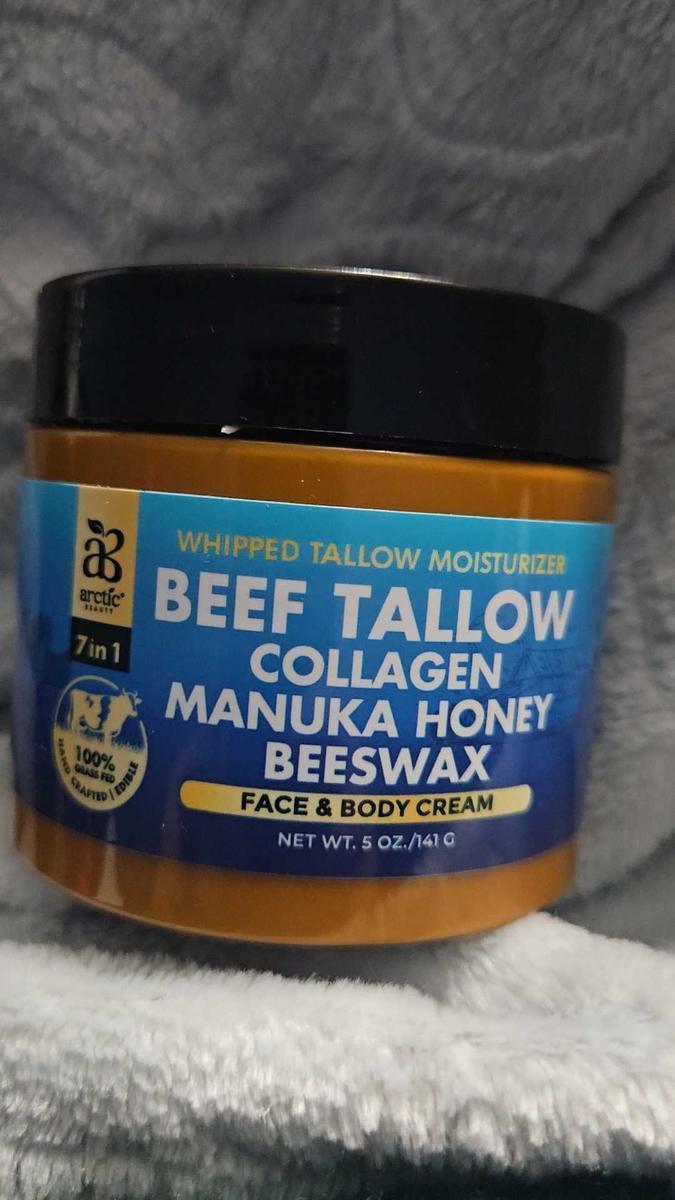 WHIPPED TALLOW MOISTURIZER
BEEF TALLOW
COLLAGEN
MANUKA HONEY
BEESWAX
FACE & BODY CREAM
NET WT. 5 OZ./141 G
ab
arctic
BEAUTY
7 in 1
100%
GRASS FED
HAND CRAFTED | EDIBLE